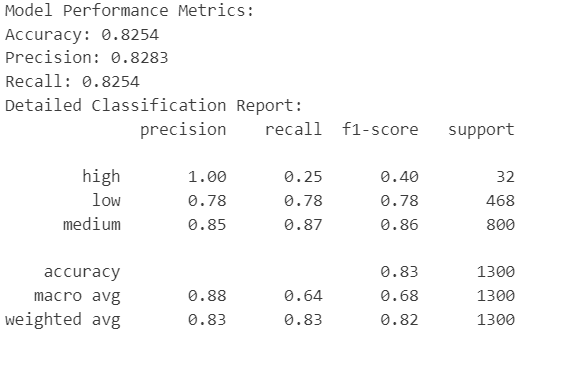 Model Performance Metrics:
Accuracy: 0.8254
Precision: 0.8283
Recall: 0.8254
Detailed Classification Report:
              precision    recall  f1-score   support

        high       1.00      0.25      0.40        32
         low       0.78      0.78      0.78       468
      medium       0.85      0.87      0.86       800

    accuracy                           0.83      1300
   macro avg       0.88      0.64      0.68      1300
weighted avg       0.83      0.83      0.82      1300